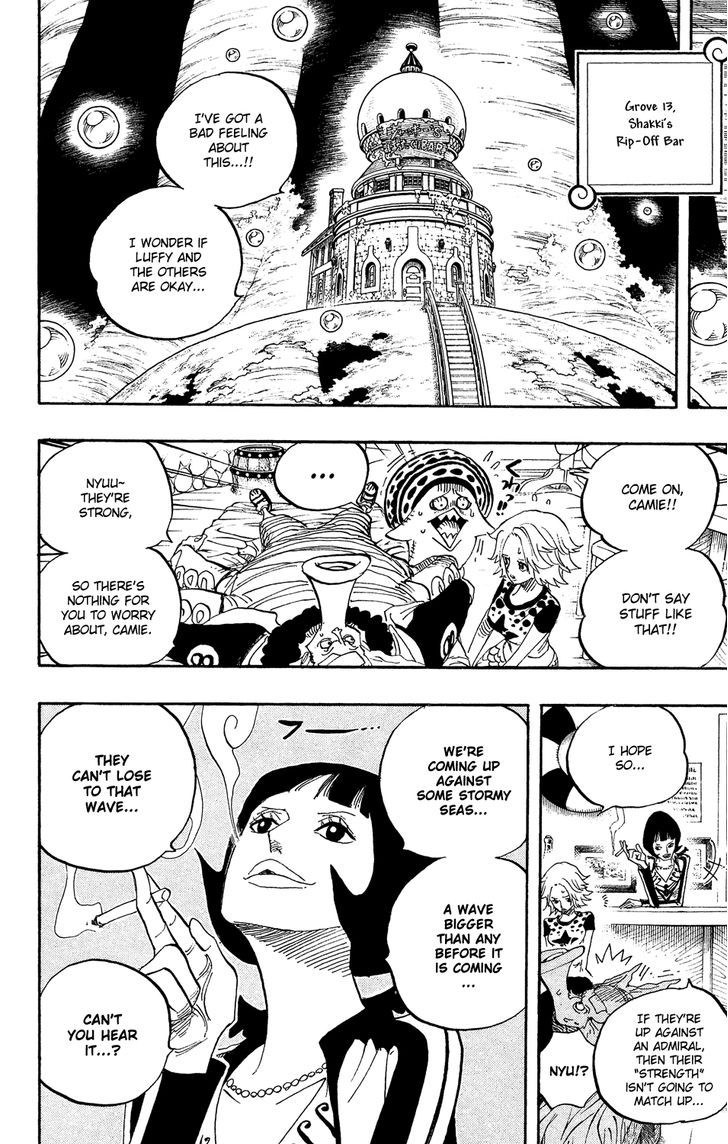 Grove 13,
Shakki's
Rip-Off Bar
I'VE GOT A
BAD FEELING
ABOUT
THIS...!!
I WONDER IF
LUFFY AND
THE OTHERS
ARE OKAY...
COME ON,
CAMIE!!
DON'T SAY
STUFF LIKE
THAT!!
!!?
...
NYUU~
THEY'RE
STRONG,
SO THERE'S
NOTHING FOR
YOU TO WORRY
ABOUT, CAMIE.
I HOPE
SO...
IF THEY'RE
UP AGAINST
AN ADMIRAL,
THEN THEIR
"STRENGTH"
ISN'T GOING TO
MATCH UP...
NYU!?
WE'RE
COMING UP
AGAINST
SOME STORMY
SEAS...
A WAVE
BIGGER
THAN ANY
BEFORE IT
IS COMING
...
フー
THEY
CAN'T LOSE
TO THAT
WAVE...
CAN'T
YOU HEAR
IT...?